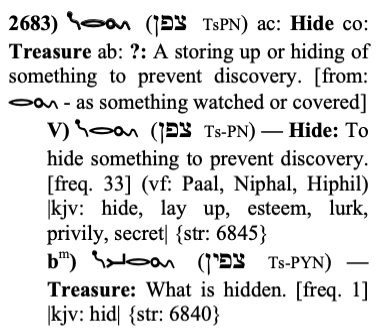 2683) (צפן TsPN) ac: Hide co:
Treasure ab: ?: A storing up or hiding of
something to prevent discovery. [from:
- as something watched or covered]
V) (צפן Ts-PN) — Hide: To
hide something to prevent discovery.
[freq. 33] (vf: Paal, Niphal, Hiphil)
|kjv: hide, lay up, esteem, lurk,
privily, secret| {str: 6845}
bᵐ) (צפין Ts-PYN) —
Treasure: What is hidden. [freq. 1]
|kjv: hid| {str: 6840}